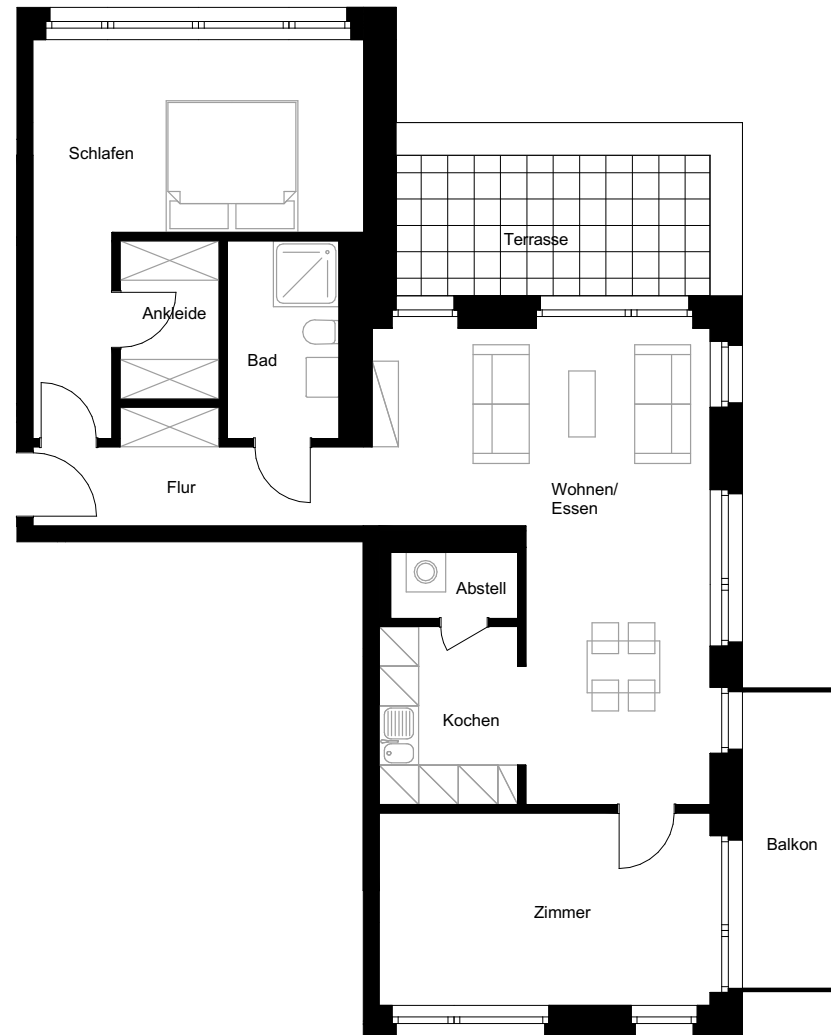 Schlafen
Terrasse
Ankleide
Bad
Flur
Wohnen/
Essen
Abstell
Kochen
Balkon
Zimmer